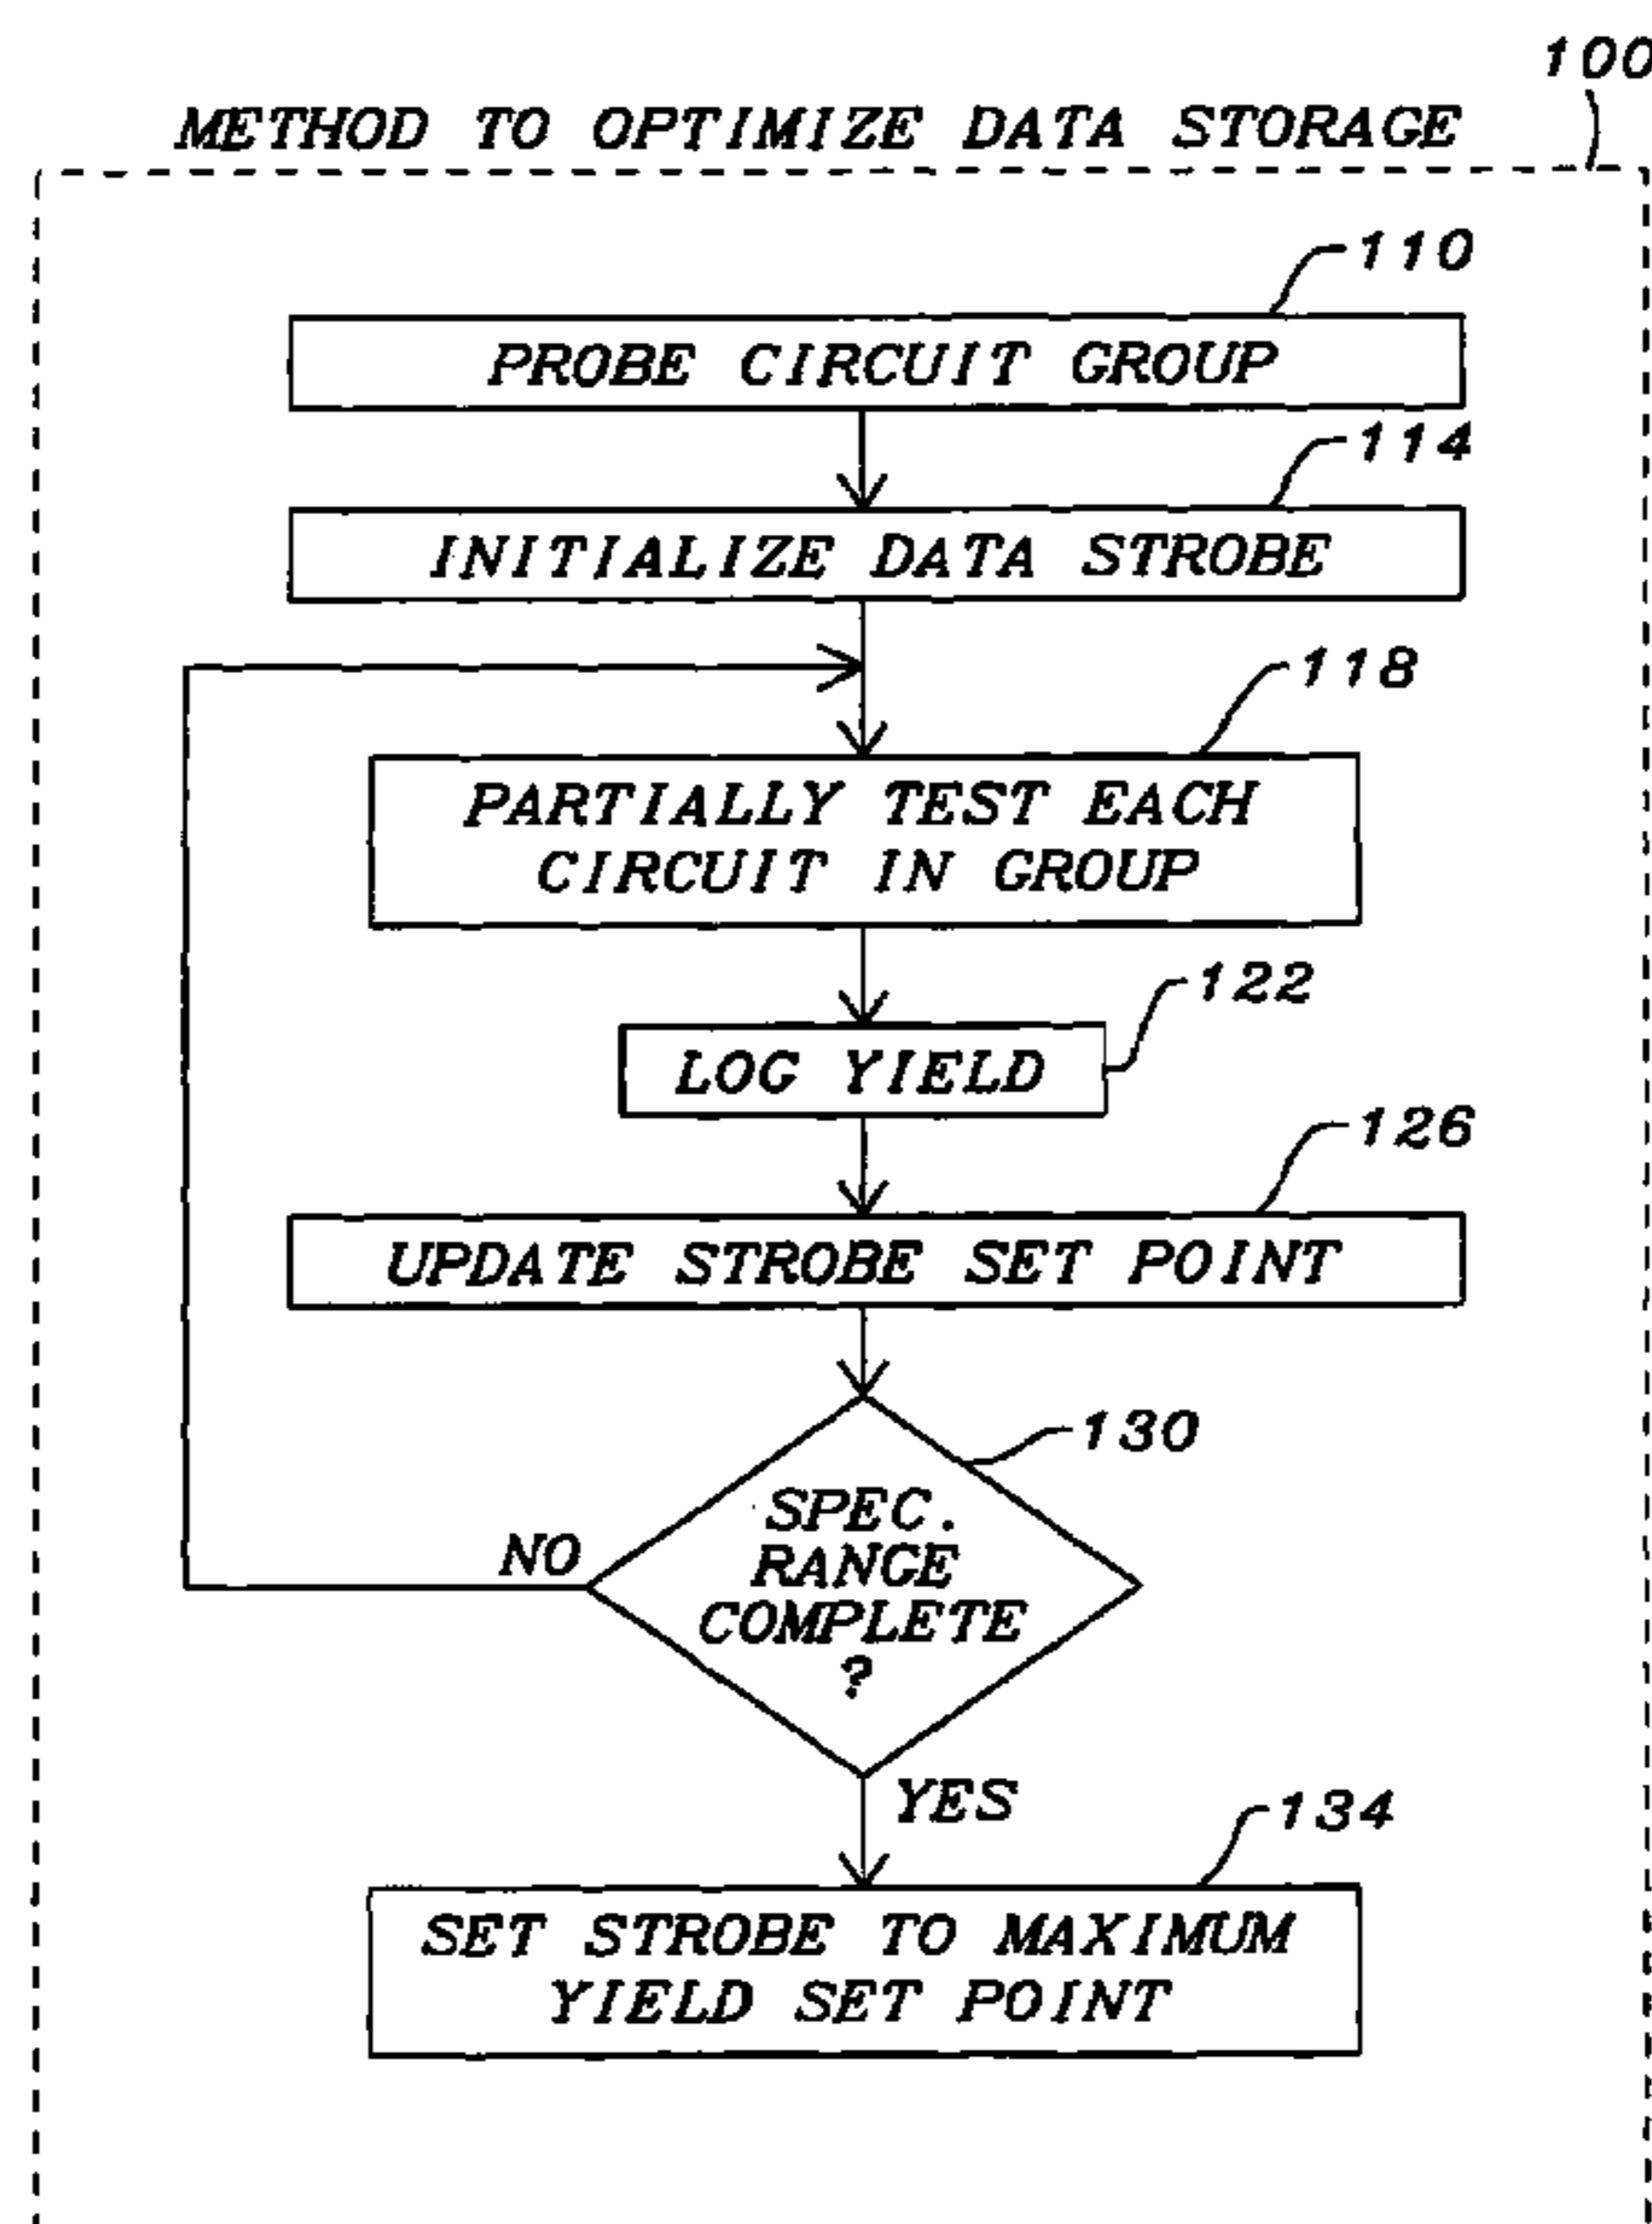 100
METHOD TO OPTIMIZE DATA STORAGE
110
PROBE CIRCUIT GROUP
114
INITIALIZE DATA STROBE
118
PARTIALLY TEST EACH
CIRCUIT IN GROUP
122
LOG YIELD
126
UPDATE STROBE SET POINT
130
SPEC.
RANGE
COMPLETE
?
NO
YES
134
SET STROBE TO MAXIMUM
YIELD SET POINT